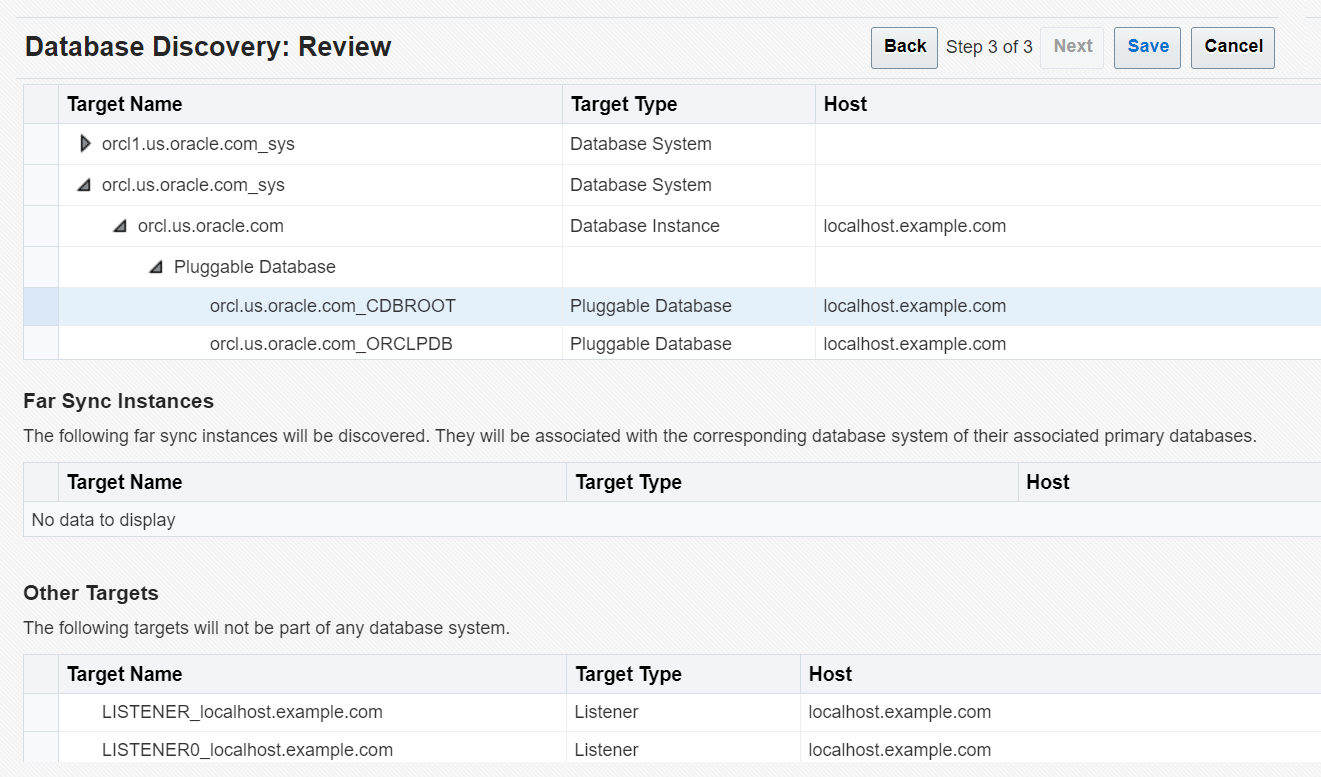 Database Discovery: Review Back Step 3 of 3 Next Save Cancel
Target Name Target Type Host
orcl1.us.oracle.com_sys Database System
orcl.us.oracle.com_sys Database System
orcl.us.oracle.com Database Instance localhost.example.com
Pluggable Database
orcl.us.oracle.com_CDBROOT Pluggable Database localhost.example.com
orcl.us.oracle.com_ORCLPDB Pluggable Database localhost.example.com
Far Sync Instances
The following far sync instances will be discovered. They will be associated with the corresponding database system of their associated primary databases.
Target Name Target Type Host
No data to display
Other Targets
The following targets will not be part of any database system.
Target Name Target Type Host
LISTENER_localhost.example.com Listener localhost.example.com
LISTENER0_localhost.example.com Listener localhost.example.com